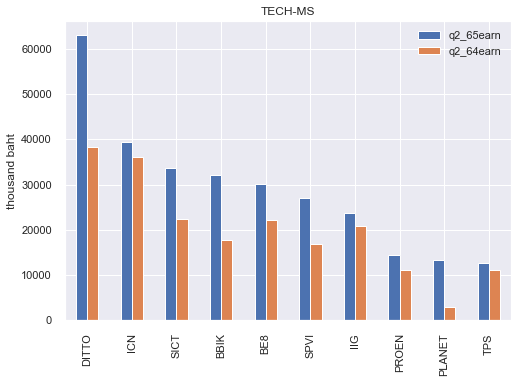 TECH-MS
q2_65earn
q2_64earn
thousand baht
60000
50000
40000
30000
20000
10000
0
DITTO
ICN
SICT
BBIK
BE8
SPVI
IIG
PROEN
PLANET
TPS